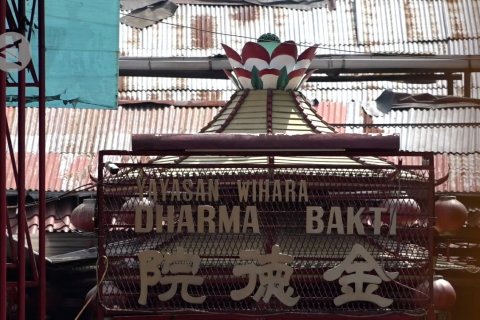 YAYASAN WIHARA
DHARMA BAKTI
院德金